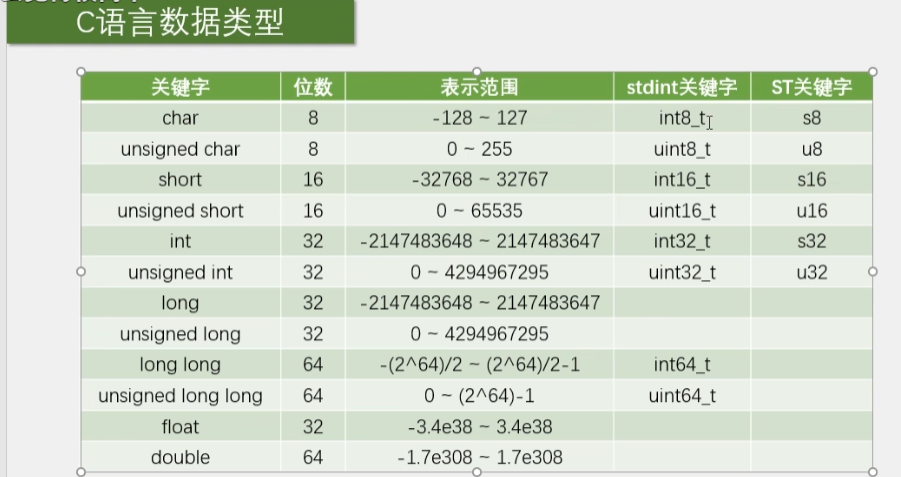 C语言数据类型
关键字 位数 表示范围 stdint关键字 ST关键字
char 8 -128 ~ 127 int8_t s8
unsigned char 8 0 ~ 255 uint8_t u8
short 16 -32768 ~ 32767 int16_t s16
unsigned short 16 0 ~ 65535 uint16_t u16
int 32 -2147483648 ~ 2147483647 int32_t s32
unsigned int 32 0 ~ 4294967295 uint32_t u32
long 32 -2147483648 ~ 2147483647
unsigned long 32 0 ~ 4294967295
long long 64 -(2^64)/2 ~ (2^64)/2-1 int64_t
unsigned long long 64 0 ~ (2^64)-1 uint64_t
float 32 -3.4e38 ~ 3.4e38
double 64 -1.7e308 ~ 1.7e308